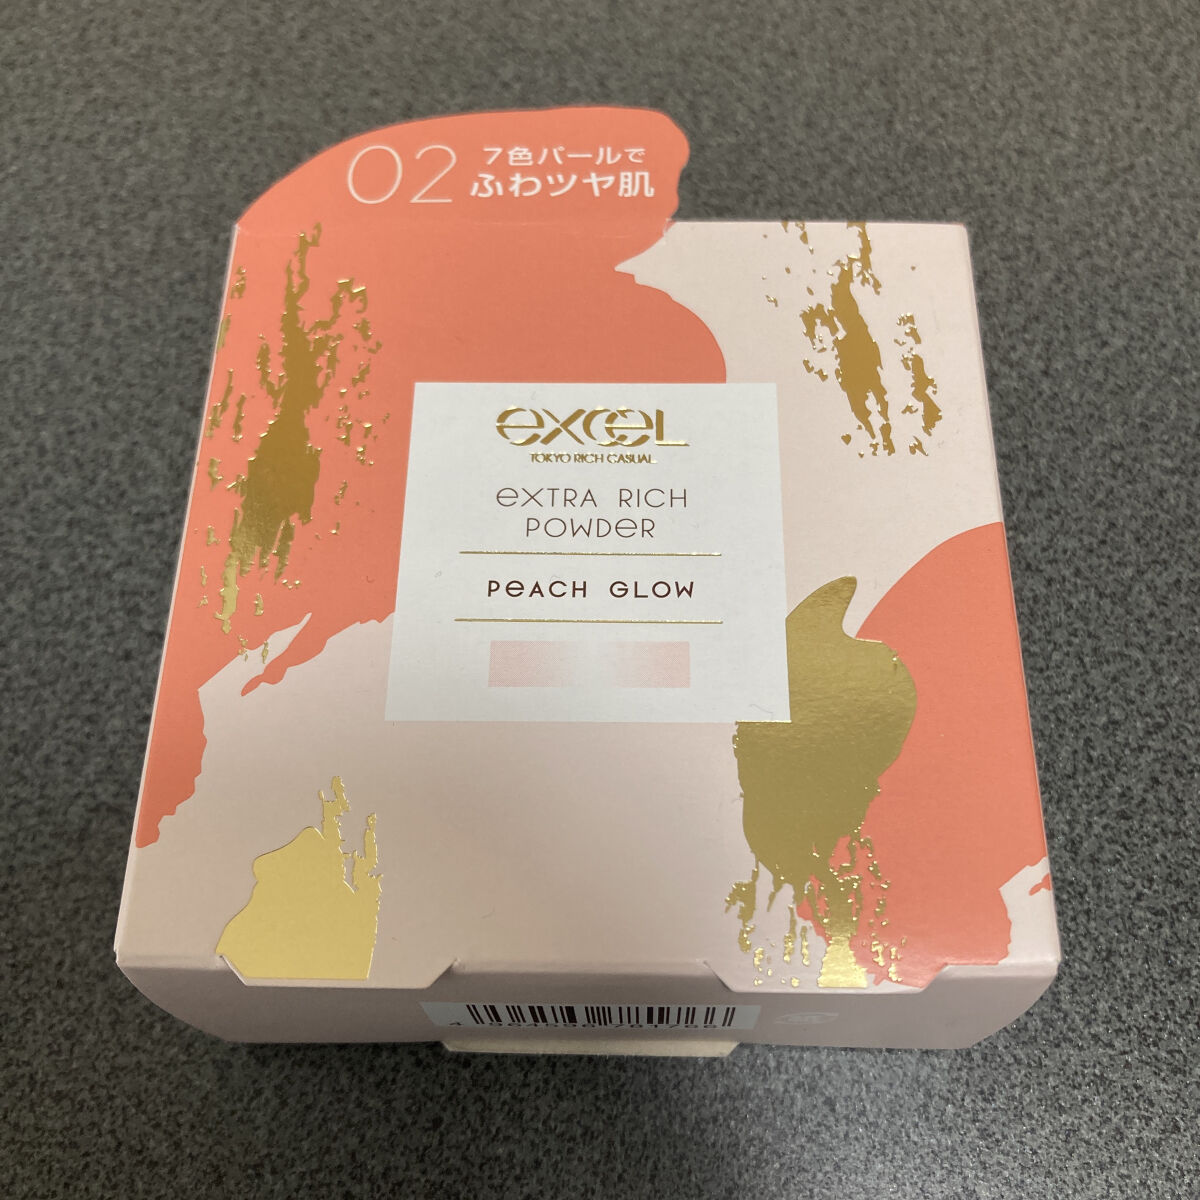 02
7色パールで
ふわツヤ肌
excel
TOKYO RICH CASUAL
EXTRA RICH
POWDER
PEACH GLOW